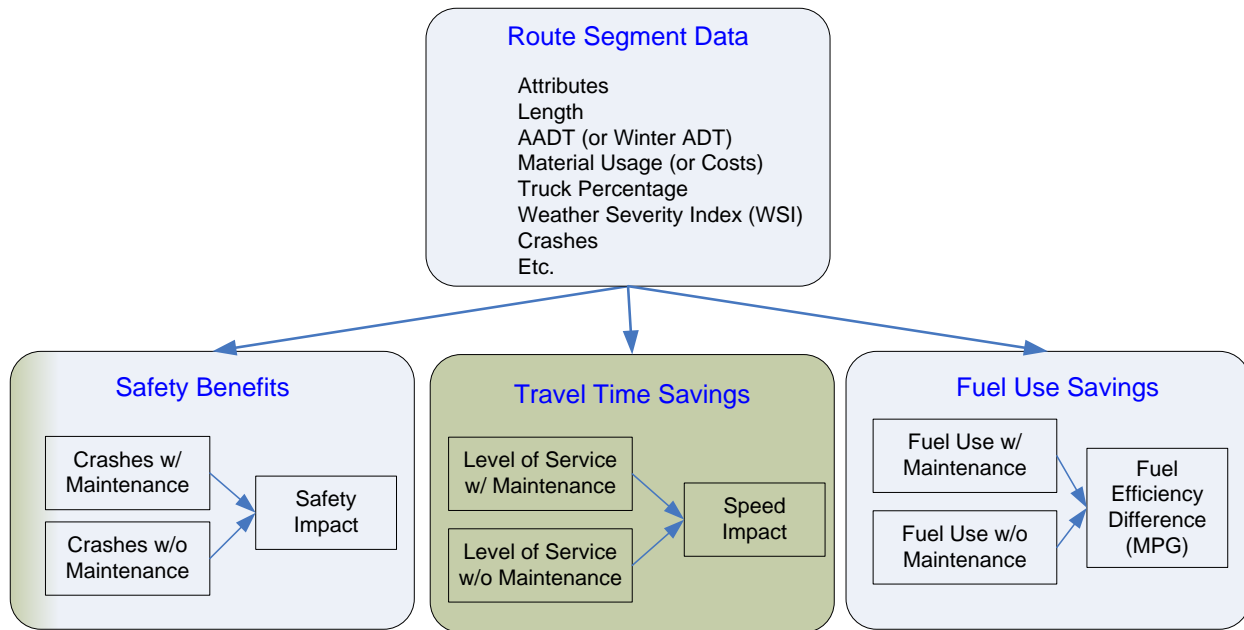 Route Segment Data
Attributes
Length
AADT (or Winter ADT)
Material Usage (or Costs)
Truck Percentage
Weather Severity Index (WSI)
Crashes
Etc.
Safety Benefits
Crashes w/
Maintenance
Crashes w/o
Maintenance
Safety
Impact
Travel Time Savings
Level of Service
w/ Maintenance
Level of Service
w/o Maintenance
Speed
Impact
Fuel Use Savings
Fuel Use w/
Maintenance
Fuel Use w/o
Maintenance
Fuel
Efficiency
Difference
(MPG)